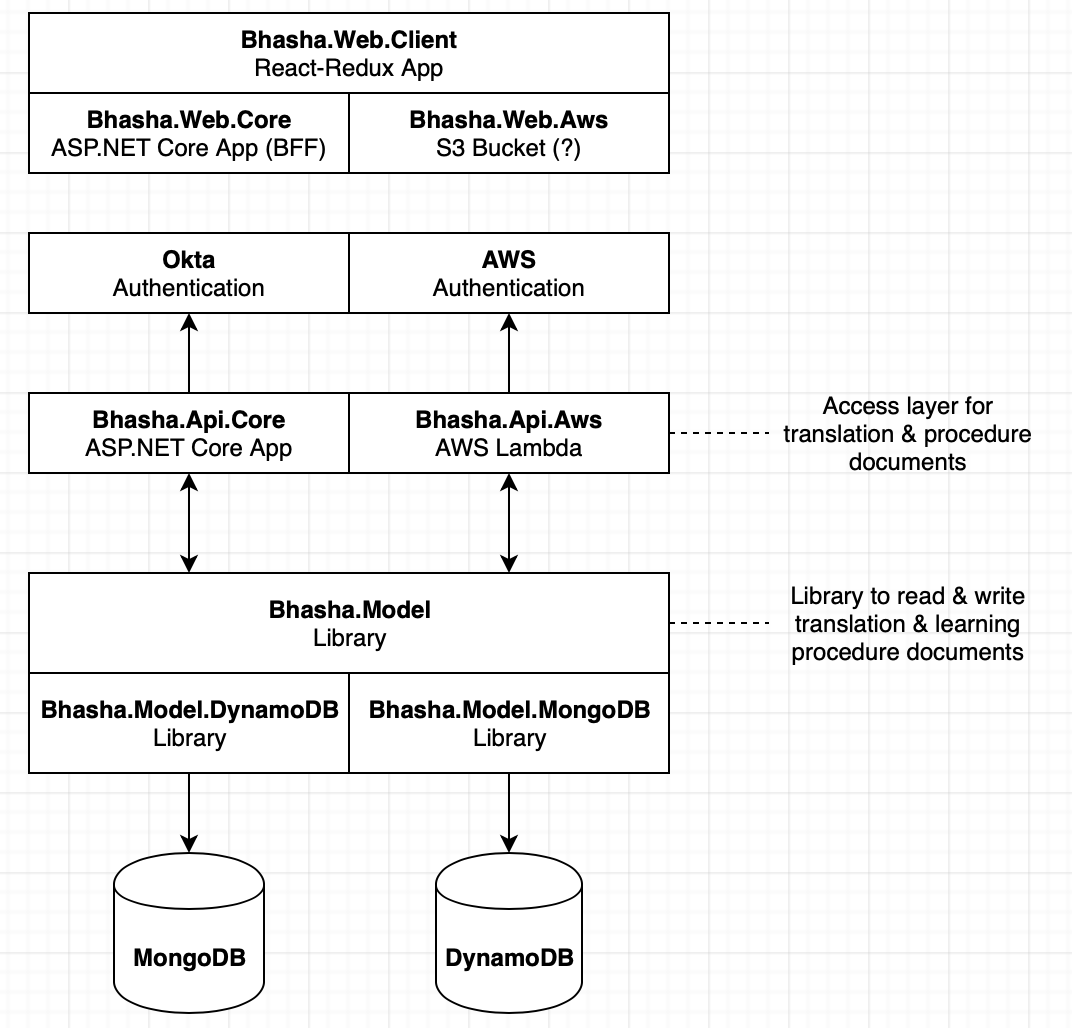 Bhasha.Web.Client
React-Redux App
Bhasha.Web.Core
ASP.NET Core App (BFF)
Bhasha.Web.Aws
S3 Bucket (?)
Okta
Authentication
AWS
Authentication
Bhasha.Api.Core
ASP.NET Core App
Bhasha.Api.Aws
AWS Lambda
Access layer for
translation & procedure
documents
Bhasha.Model
Library
Library to read & write
translation & learning
procedure documents
Bhasha.Model.DynamoDB
Library
Bhasha.Model.MongoDB
Library
MongoDB
DynamoDB